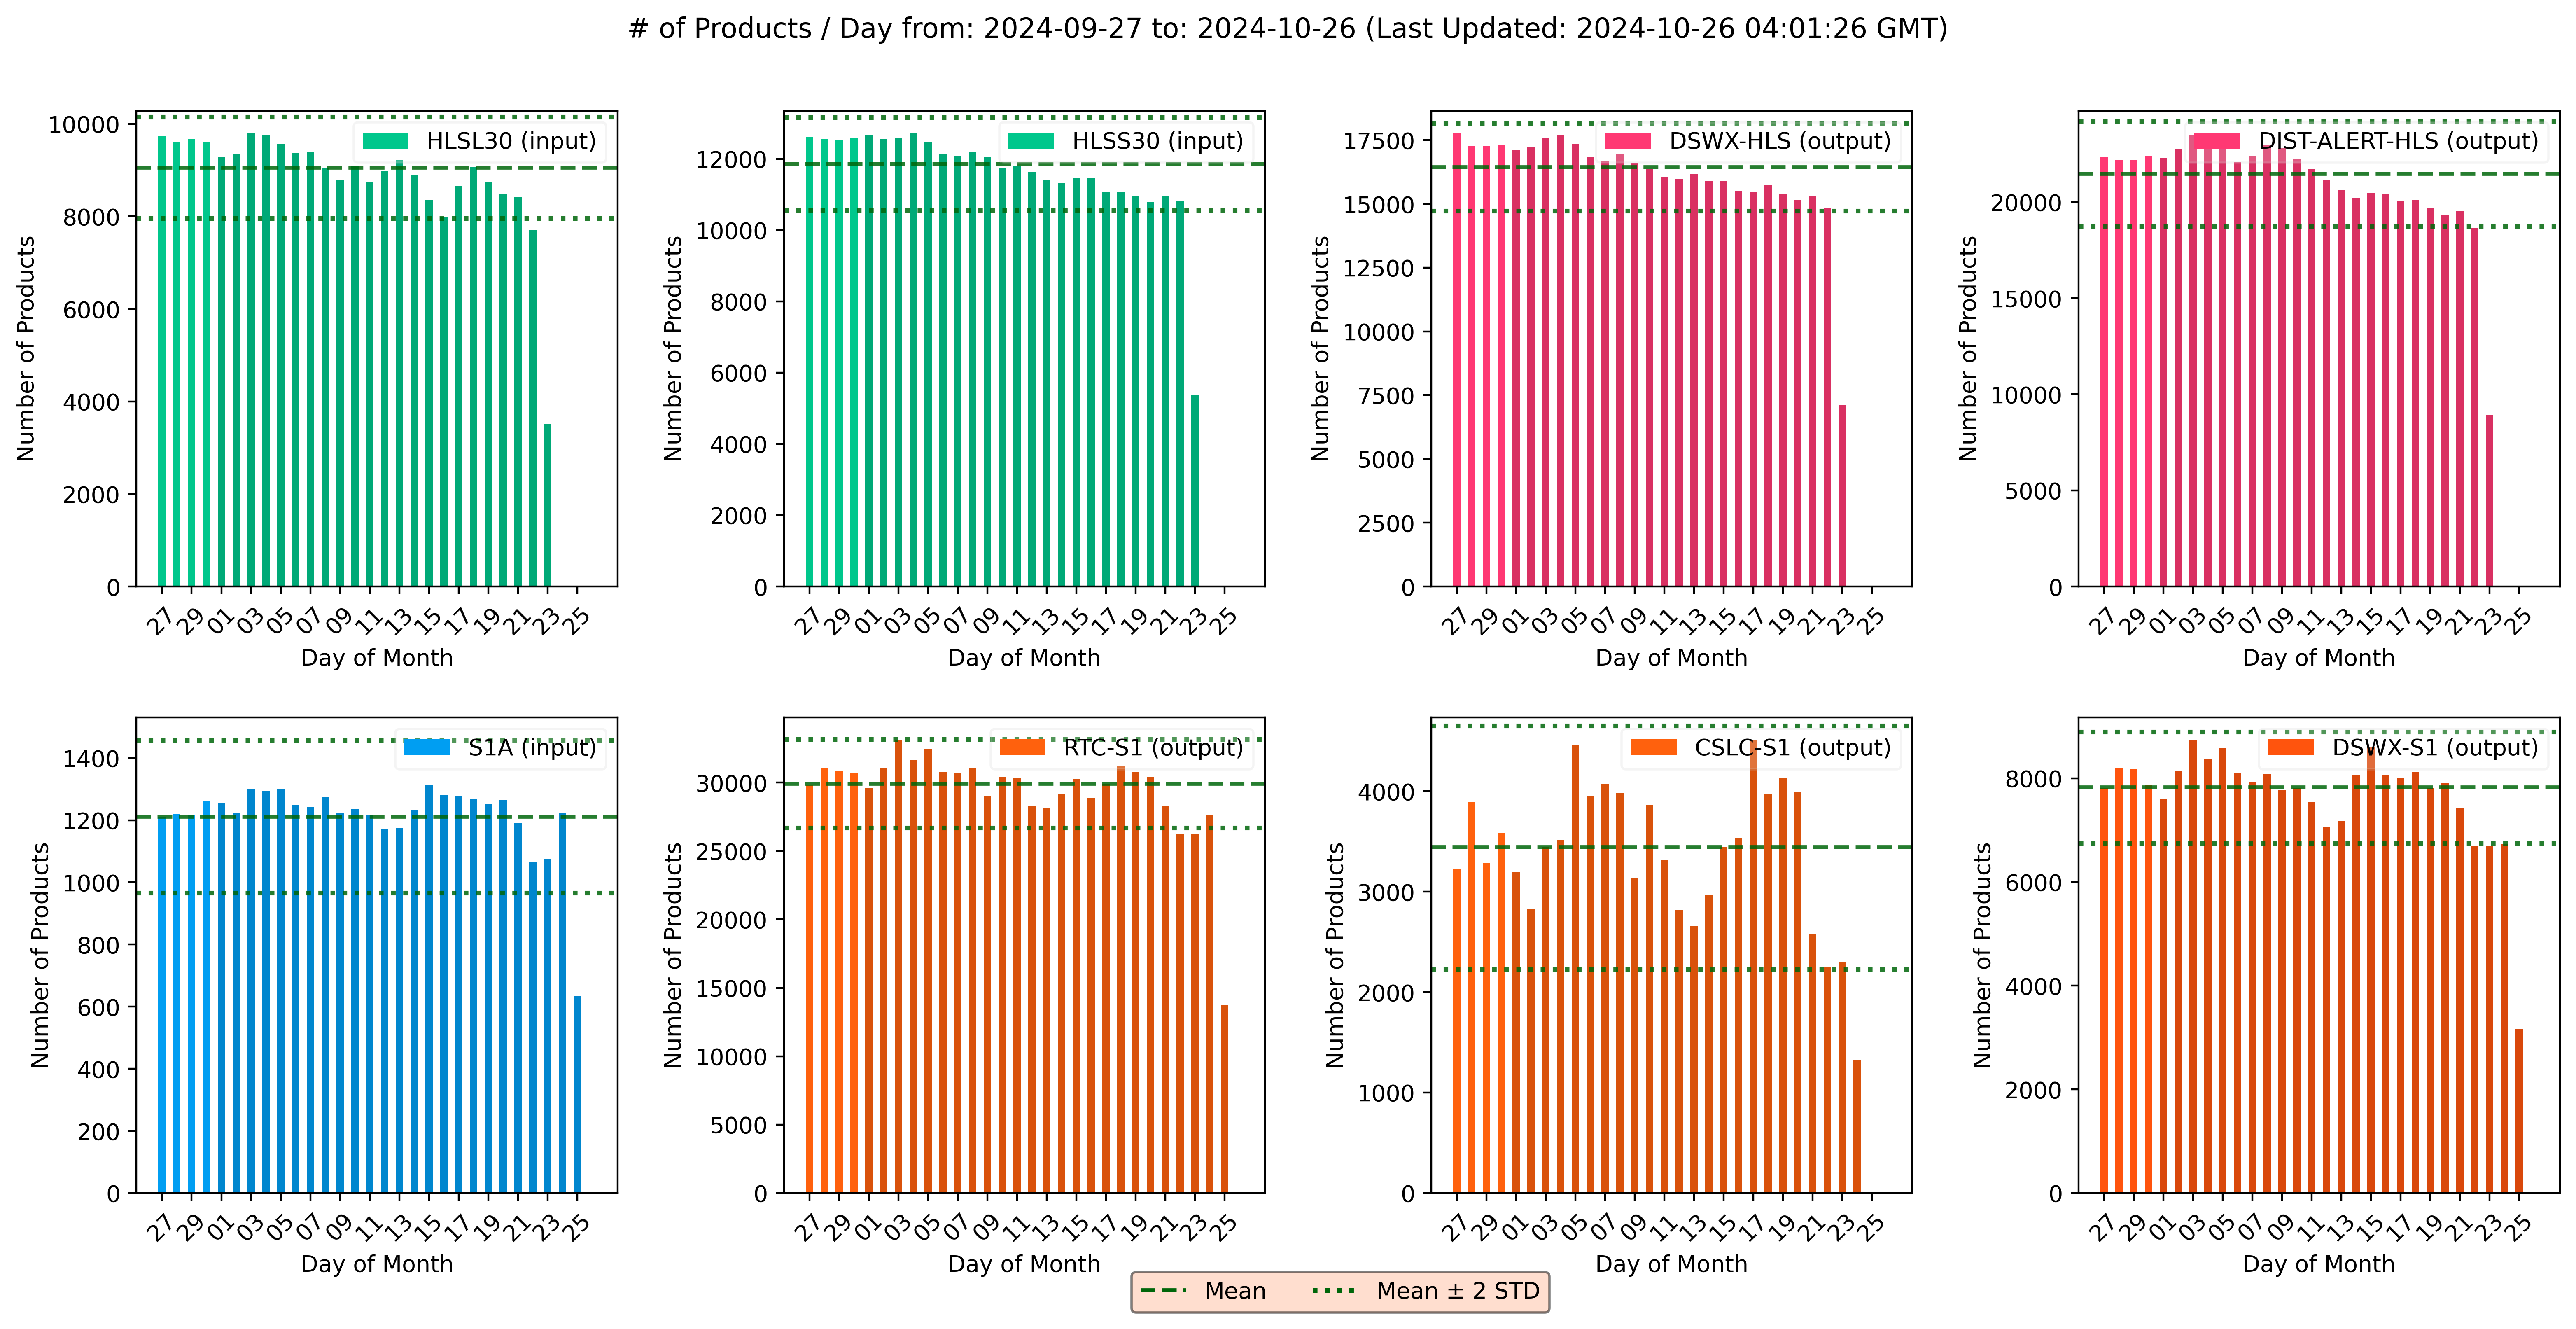 # of Products / Day from: 2024-09-27 to: 2024-10-26 (Last Updated: 2024-10-26 04:01:26 GMT)
HLSL30 (input)
Number of Products
10000
8000
6000
4000
2000
0
27 29 01 03 05 07 09 11 13 15 17 19 21 23 25
Day of Month
HLSS30 (input)
Number of Products
12000
10000
8000
6000
4000
2000
0
27 29 01 03 05 07 09 11 13 15 17 19 21 23 25
Day of Month
DSWX-HLS (output)
Number of Products
17500
15000
12500
10000
7500
5000
2500
0
27 29 01 03 05 07 09 11 13 15 17 19 21 23 25
Day of Month
DIST-ALERT-HLS (output)
Number of Products
20000
15000
10000
5000
0
27 29 01 03 05 07 09 11 13 15 17 19 21 23 25
Day of Month
S1A (input)
Number of Products
1400
1200
1000
800
600
400
200
0
27 29 01 03 05 07 09 11 13 15 17 19 21 23 25
Day of Month
RTC-S1 (output)
Number of Products
30000
25000
20000
15000
10000
5000
0
27 29 01 03 05 07 09 11 13 15 17 19 21 23 25
Day of Month
CSLC-S1 (output)
Number of Products
4000
3000
2000
1000
0
27 29 01 03 05 07 09 11 13 15 17 19 21 23 25
Day of Month
DSWX-S1 (output)
Number of Products
8000
6000
4000
2000
0
27 29 01 03 05 07 09 11 13 15 17 19 21 23 25
Day of Month
Mean
Mean ± 2 STD